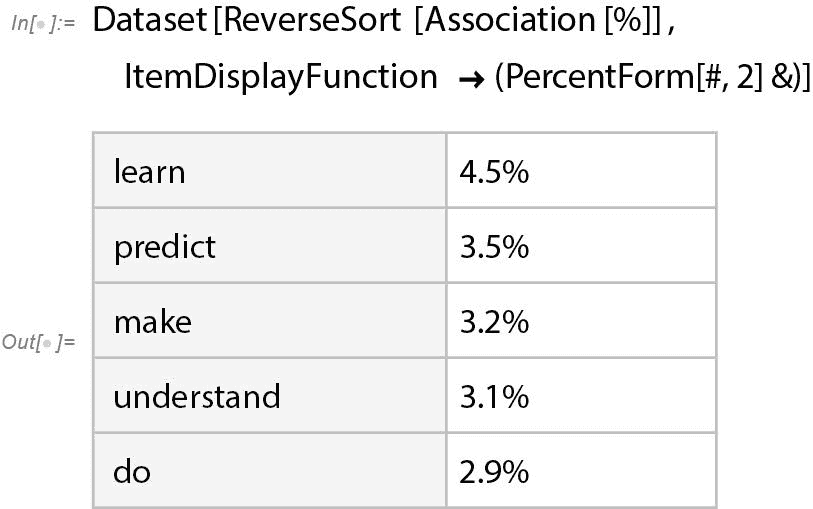 In[•]:= Dataset[ReverseSort [Association [%]],
ItemDisplayFunction → (PercentForm[#, 2] &)]
learn 4.5%
predict 3.5%
make 3.2%
Out[•]=
understand 3.1%
do 2.9%